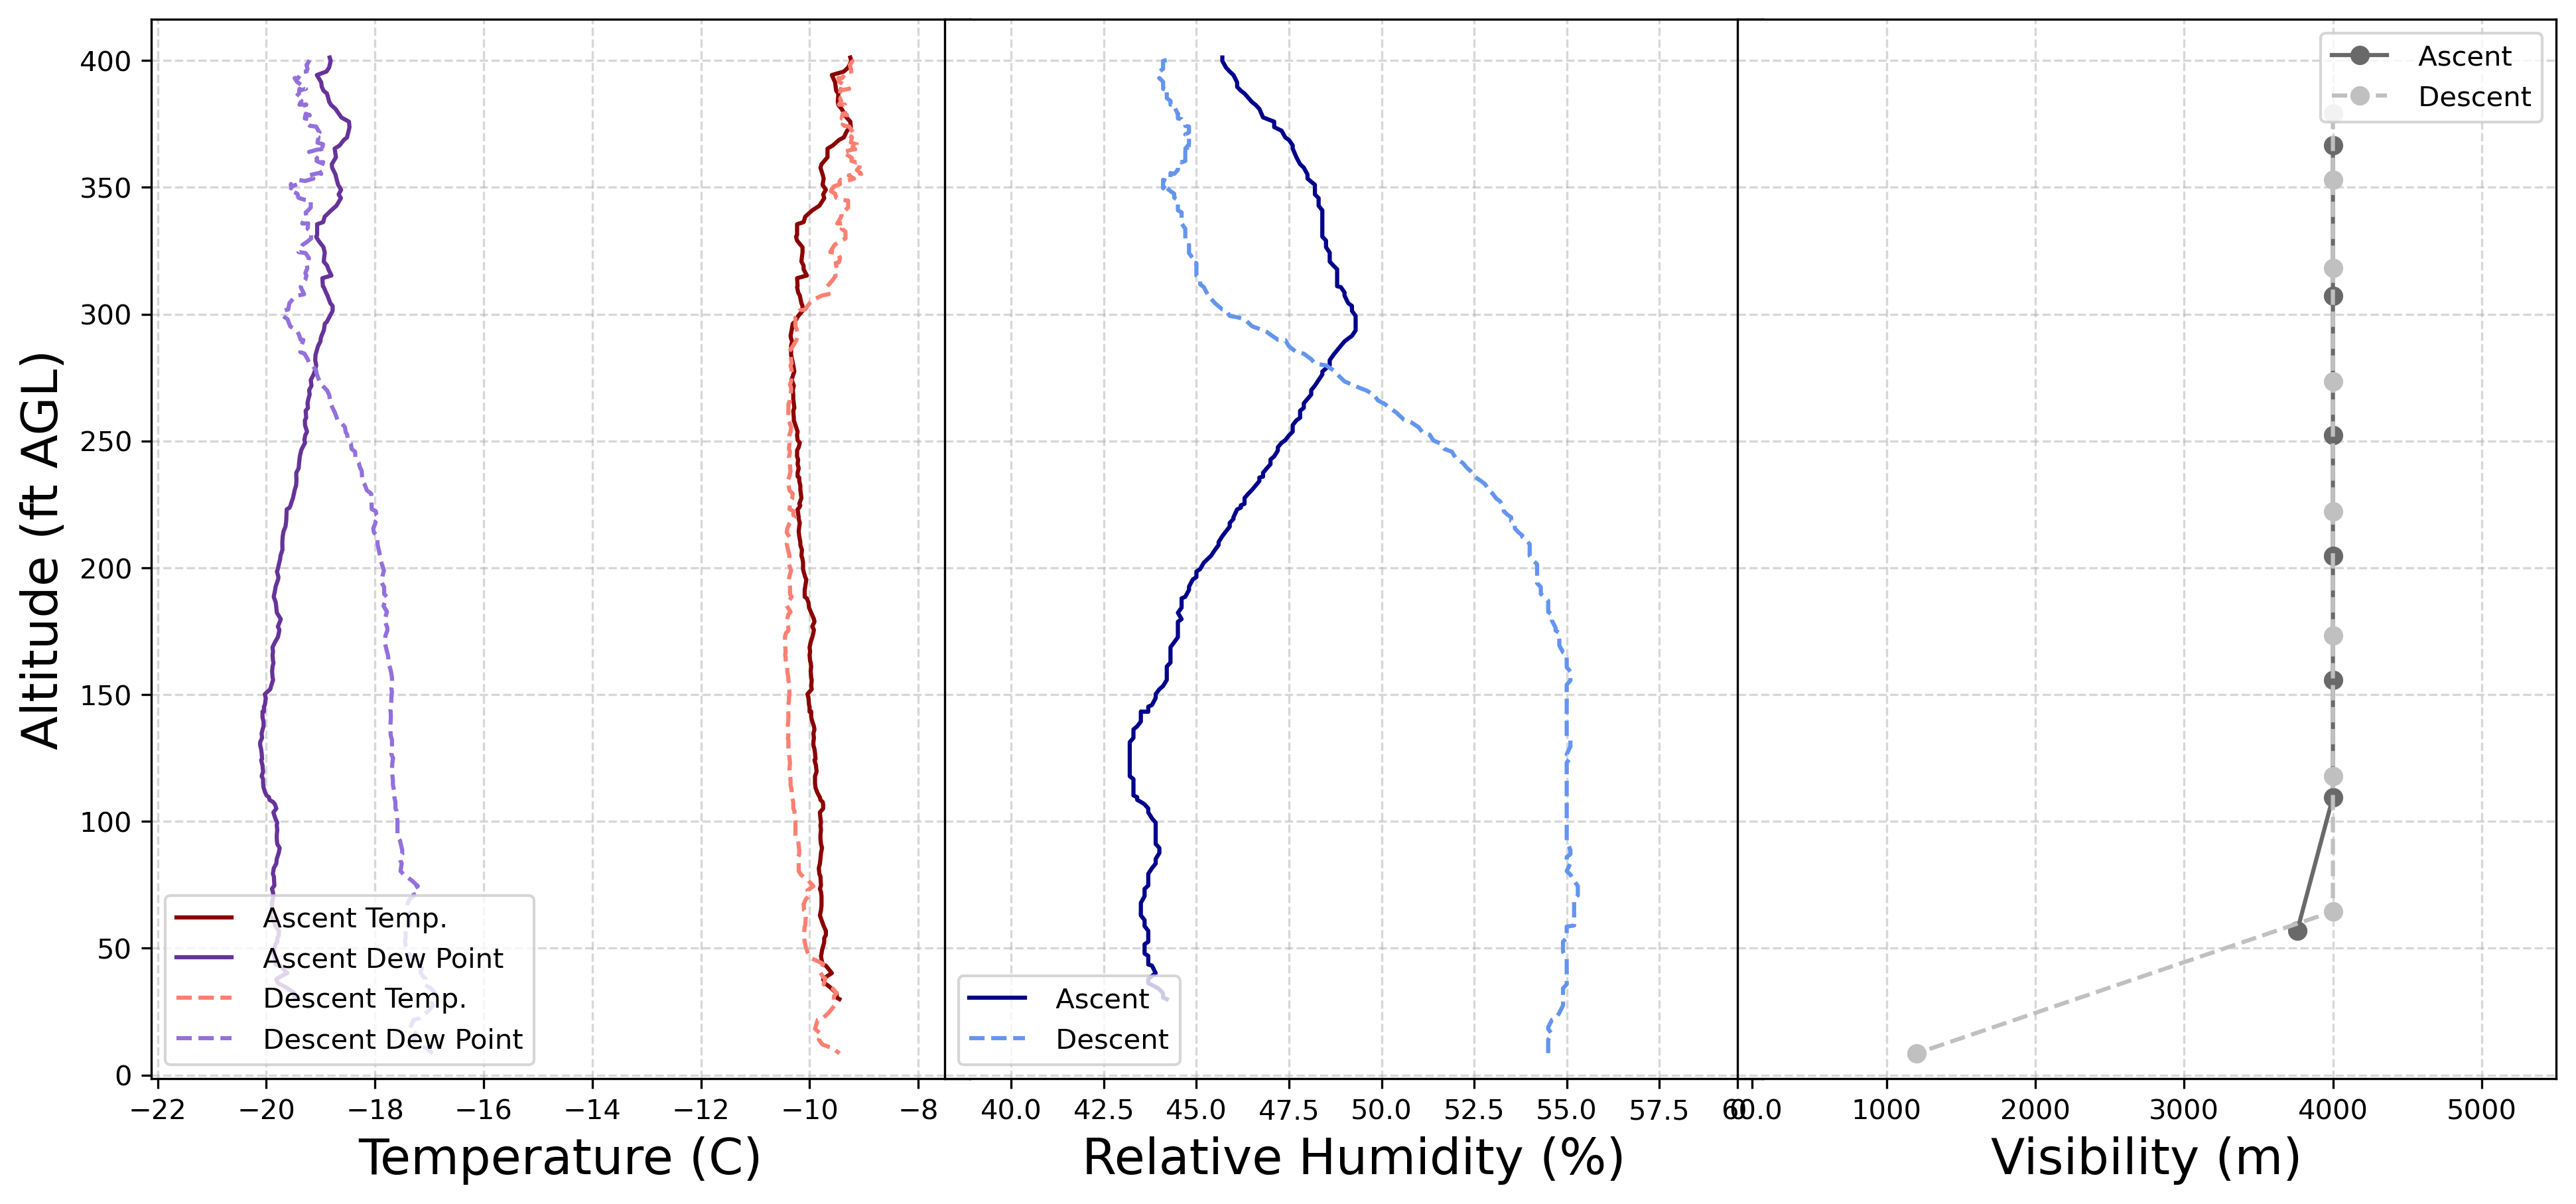 Altitude (ft AGL)
400
350
300
250
200
150
100
50
0
Ascent Temp.
Ascent Dew Point
Descent Temp.
Descent Dew Point
−22 −20 −18 −16 −14 −12 −10 −8
Temperature (C)
Ascent
Descent
40.0 42.5 45.0 47.5 50.0 52.5 55.0 57.5 60.0
Relative Humidity (%)
Ascent
Descent
0 1000 2000 3000 4000 5000
Visibility (m)